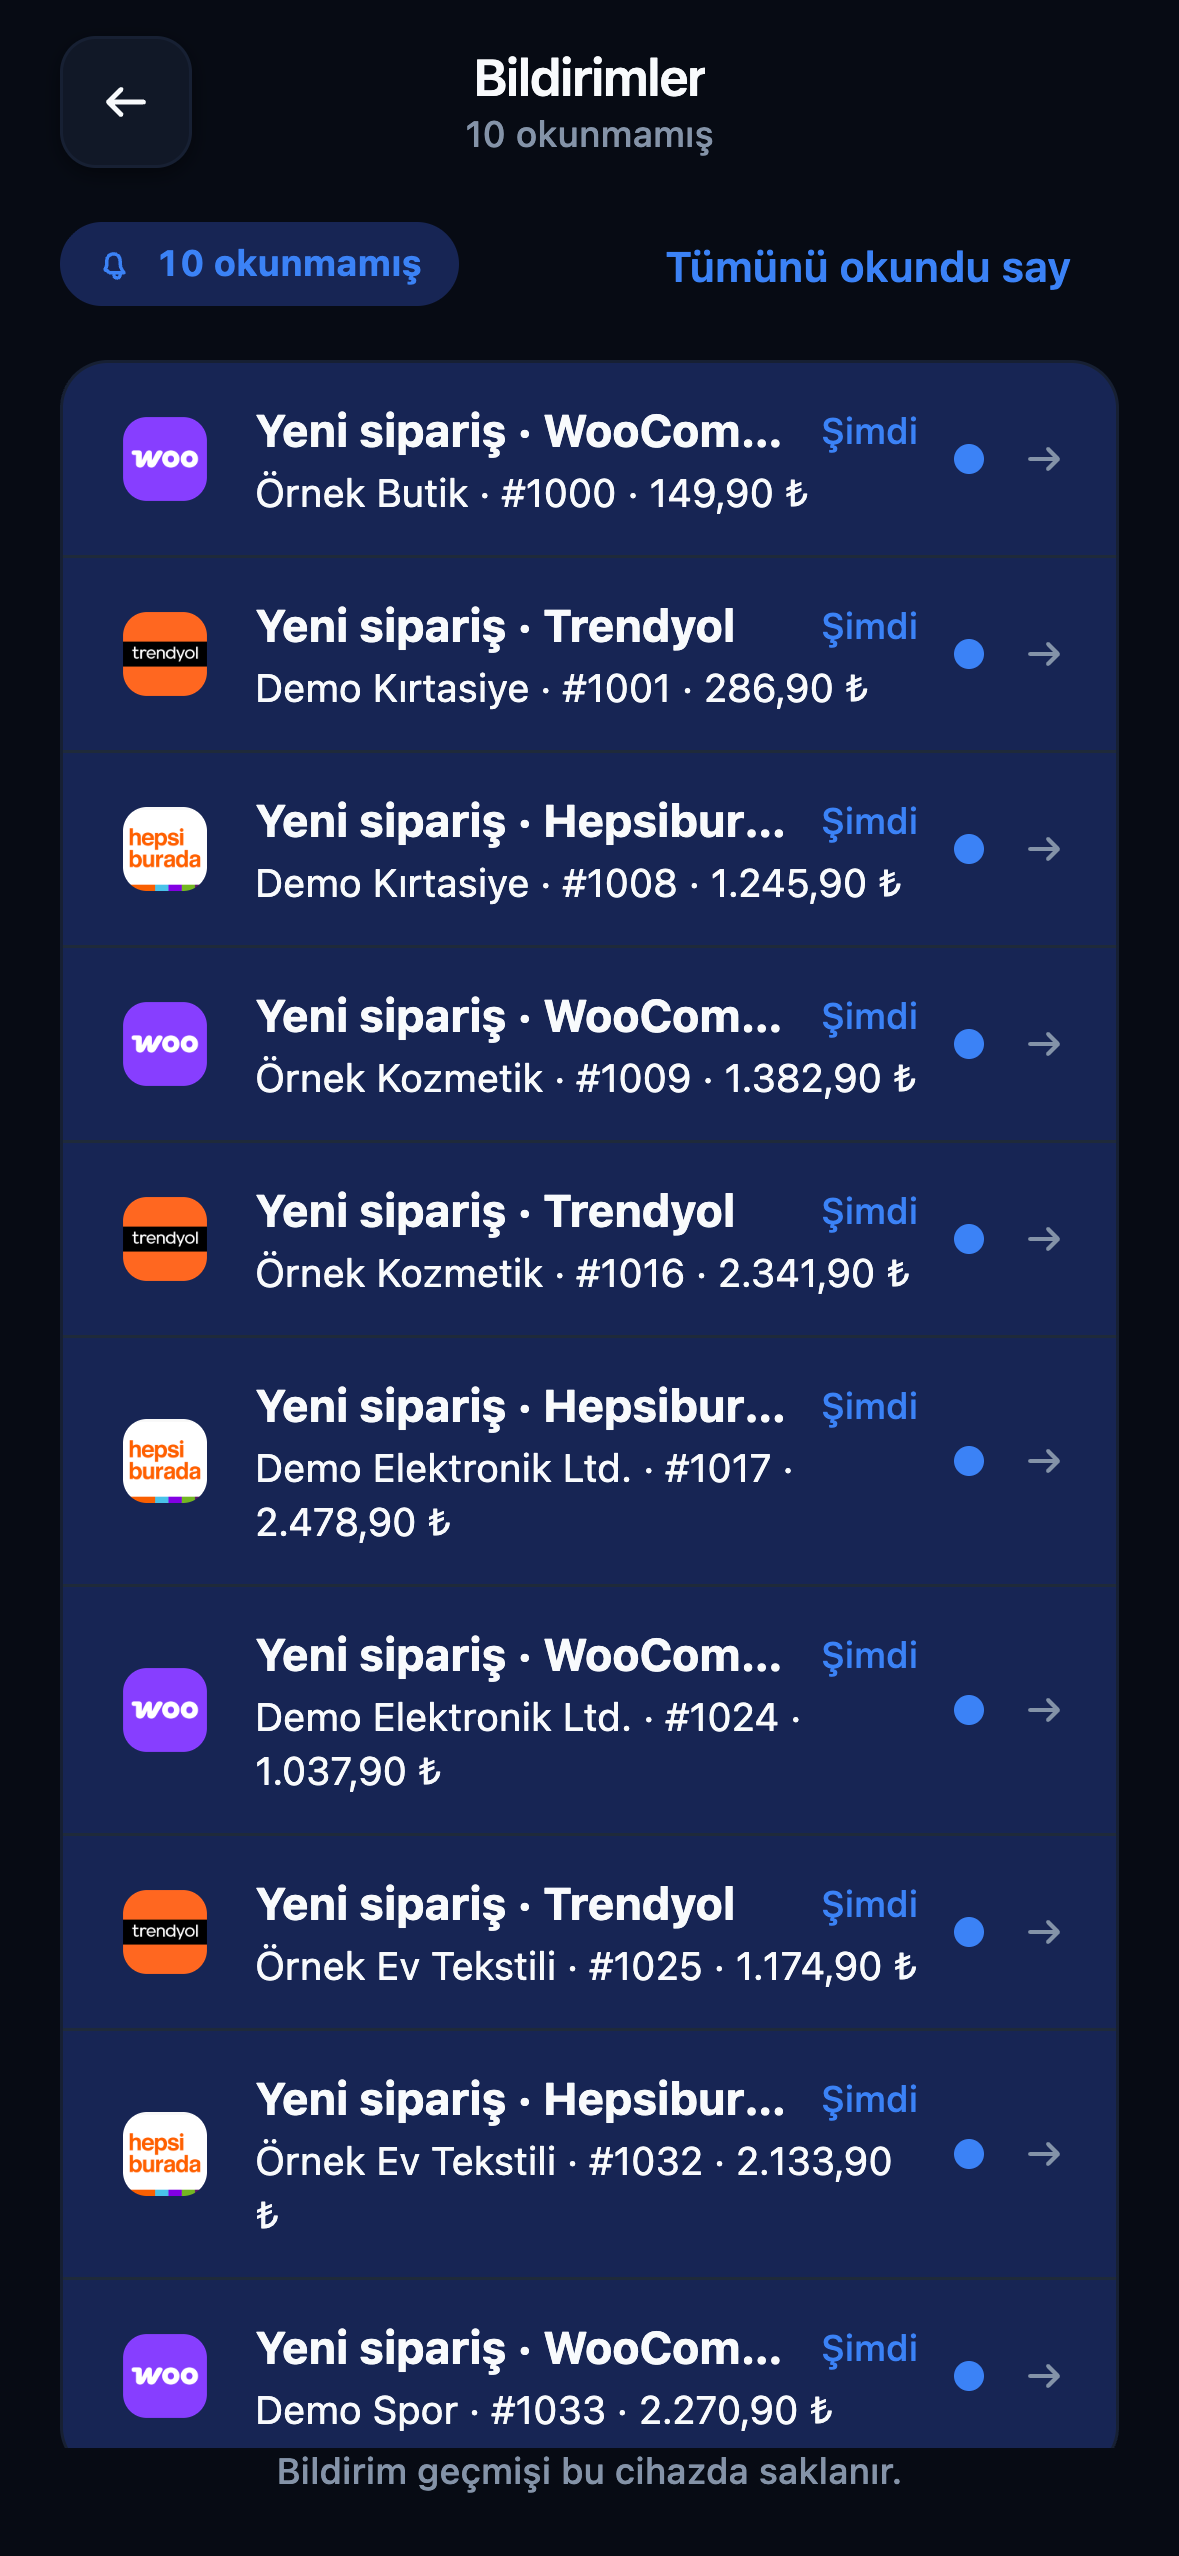 Bildirimler
10 okunmamış
10 okunmamış
Tümünü okundu say
woo
Yeni sipariş · WooCom...
Şimdi
Örnek Butik · #1000 · 149,90 ₺
trendyol
Yeni sipariş · Trendyol
Şimdi
Demo Kırtasiye · #1001 · 286,90 ₺
hepsi
burada
Yeni sipariş · Hepsibur...
Şimdi
Demo Kırtasiye · #1008 · 1.245,90 ₺
woo
Yeni sipariş · WooCom...
Şimdi
Örnek Kozmetik · #1009 · 1.382,90 ₺
trendyol
Yeni sipariş · Trendyol
Şimdi
Örnek Kozmetik · #1016 · 2.341,90 ₺
hepsi
burada
Yeni sipariş · Hepsibur...
Şimdi
Demo Elektronik Ltd. · #1017 ·
2.478,90 ₺
woo
Yeni sipariş · WooCom...
Şimdi
Demo Elektronik Ltd. · #1024 ·
1.037,90 ₺
trendyol
Yeni sipariş · Trendyol
Şimdi
Örnek Ev Tekstili · #1025 · 1.174,90 ₺
hepsi
burada
Yeni sipariş · Hepsibur...
Şimdi
Örnek Ev Tekstili · #1032 · 2.133,90
₺
woo
Yeni sipariş · WooCom...
Şimdi
Demo Spor · #1033 · 2.270,90 ₺
Bildirim geçmişi bu cihazda saklanır.